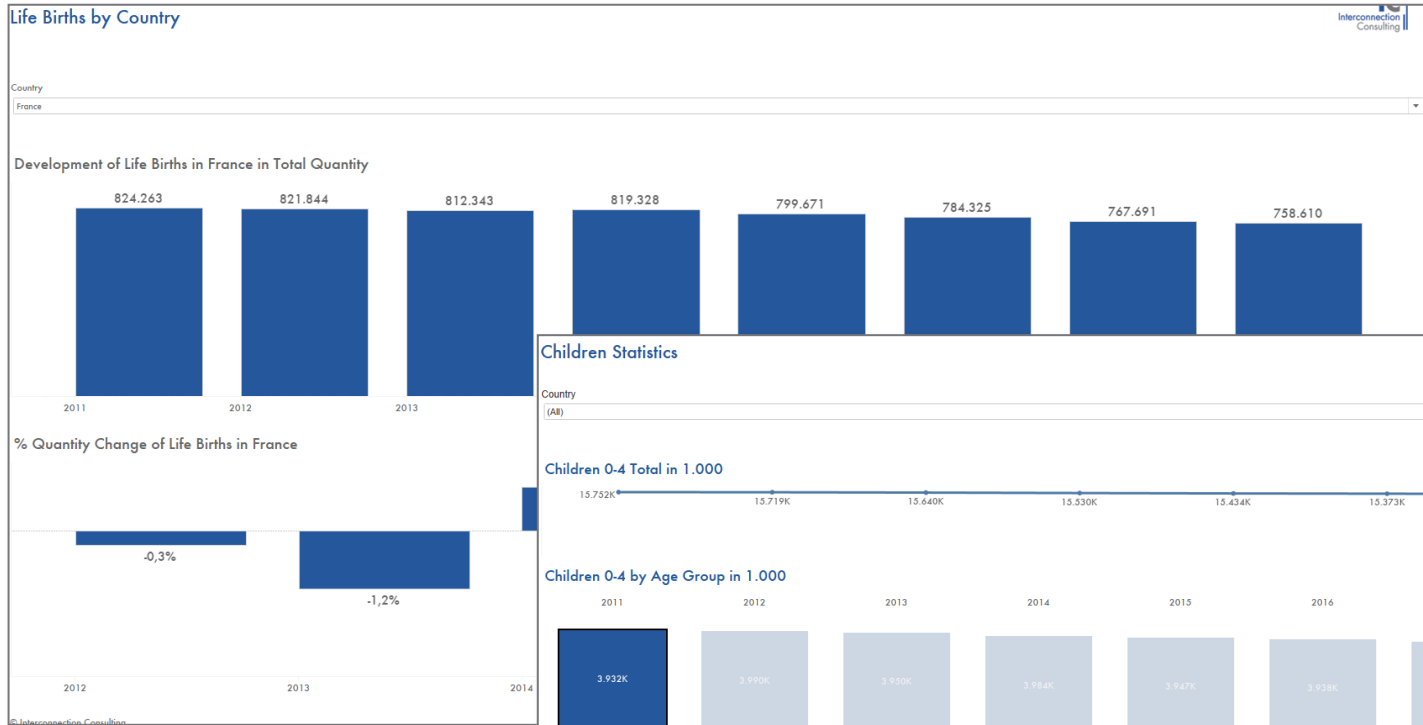 Life Births by Country
Interconnection
Consulting
Country
France
Development of Life Births in France in Total Quantity
824.263 821.844 812.343 819.328 799.671 784.325 767.691 758.610
2011 2012 2013
% Quantity Change of Life Births in France
-0,3%
-1,2%
2012 2013 2014
© Interconnection Consulting
Children Statistics
Country
(All)
Children 0-4 Total in 1.000
15.752K 15.719K 15.640K 15.530K 15.434K 15.373K
Children 0-4 by Age Group in 1.000
2011 2012 2013 2014 2015 2016
3.932K 3.990K 3.950K 3.984K 3.947K 3.938K